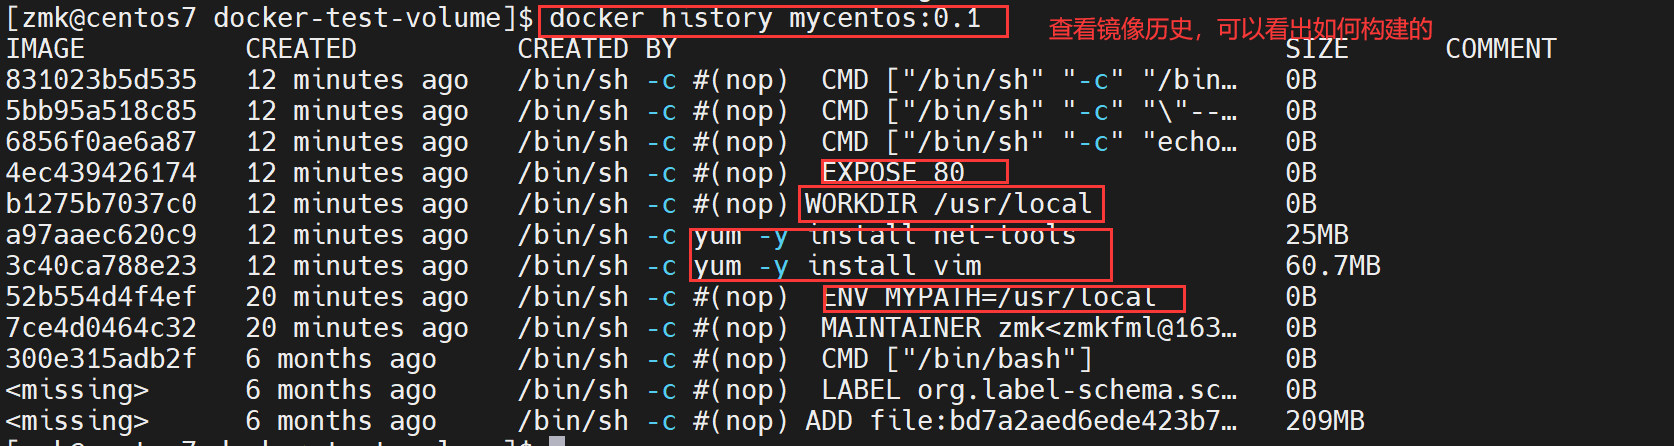 [zmk@centos7 docker-test-volume]$ docker history mycentos:0.1
查看镜像历史，可以看出如何构建的
IMAGE CREATED CREATED BY SIZE COMMENT
831023b5d535 12 minutes ago /bin/sh -c #(nop) CMD ["/bin/sh" "-c" "/bin… 0B
5bb95a518c85 12 minutes ago /bin/sh -c #(nop) CMD ["/bin/sh" "-c" "\"--… 0B
6856f0ae6a87 12 minutes ago /bin/sh -c #(nop) CMD ["/bin/sh" "-c" "echo… 0B
4ec439426174 12 minutes ago /bin/sh -c #(nop) EXPOSE 80 0B
b1275b7037c0 12 minutes ago /bin/sh -c #(nop) WORKDIR /usr/local 0B
a97aaec620c9 12 minutes ago /bin/sh -c yum -y install net-tools 25MB
3c40ca788e23 12 minutes ago /bin/sh -c yum -y install vim 60.7MB
52b554d4f4ef 20 minutes ago /bin/sh -c #(nop) ENV MYPATH=/usr/local 0B
7ce4d0464c32 20 minutes ago /bin/sh -c #(nop) MAINTAINER zmk<zmkfml@163… 0B
300e315adb2f 6 months ago /bin/sh -c #(nop) CMD ["/bin/bash"] 0B
<missing> 6 months ago /bin/sh -c #(nop) LABEL org.label-schema.sc… 0B
<missing> 6 months ago /bin/sh -c #(nop) ADD file:bd7a2aed6ede423b7… 209MB
[zmk@centos7 docker-test-volume]$